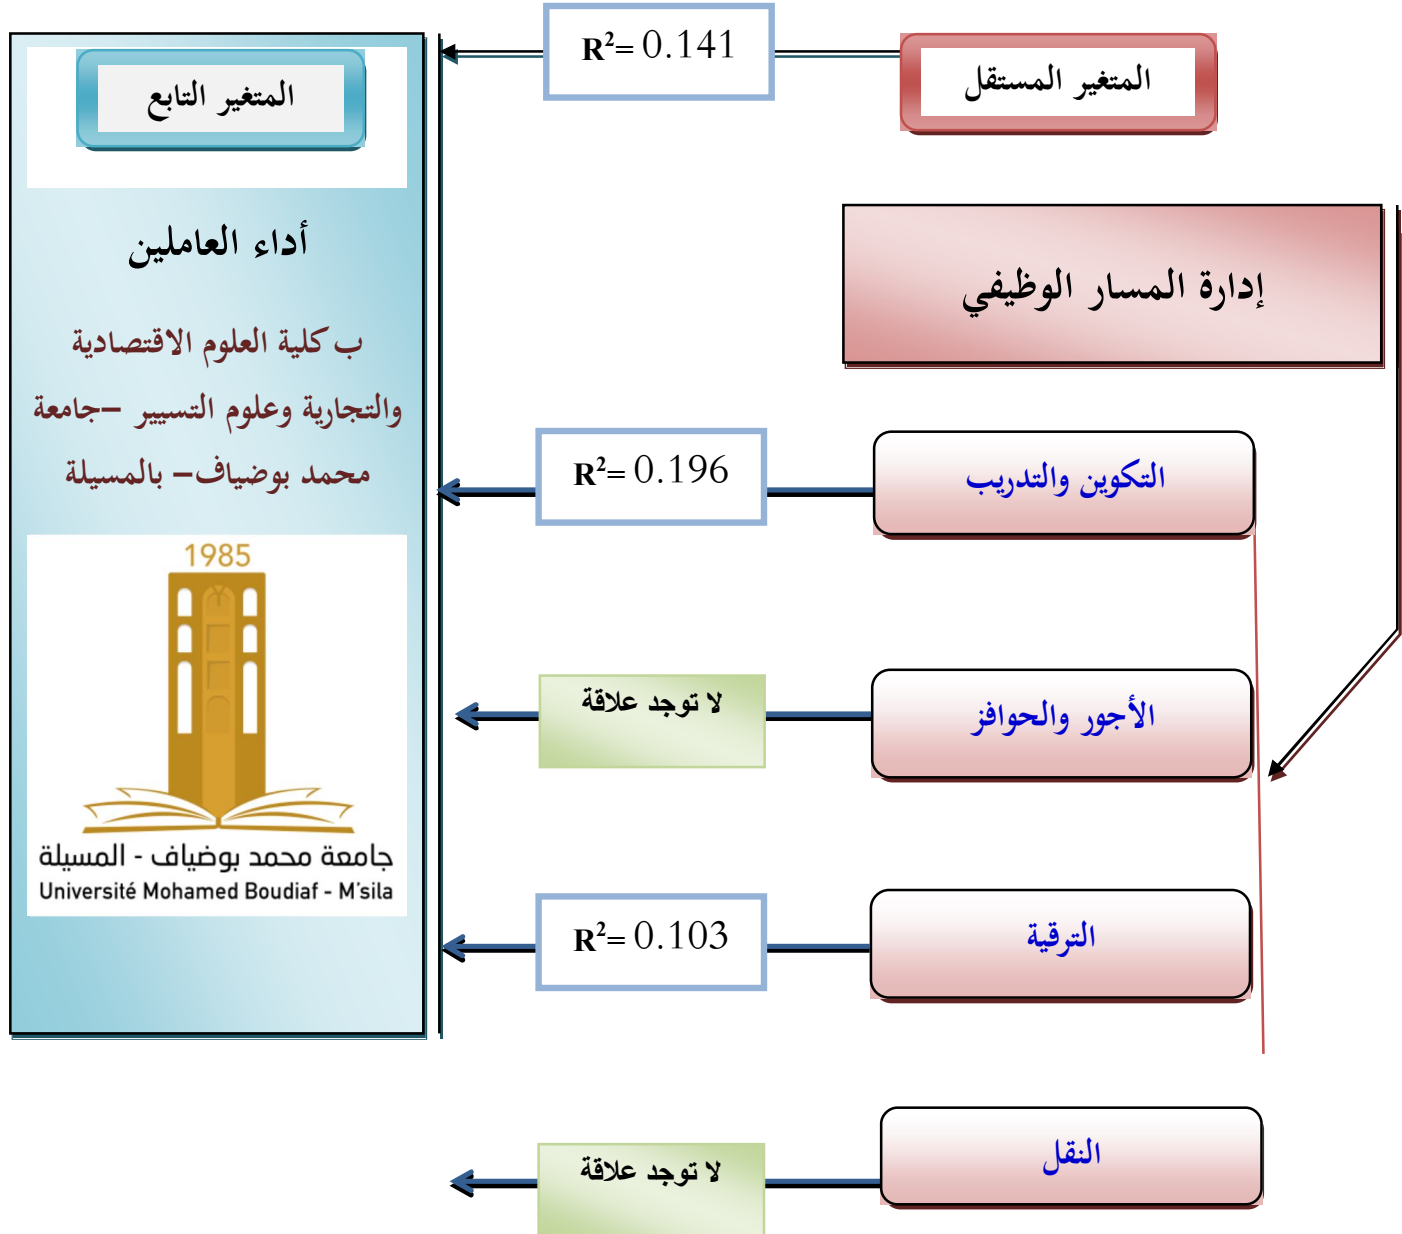 المتغير المستقل
R²= 0.141
المتغير التابع
إدارة المسار الوظيفي
أداء العاملين
ب كلية العلوم الاقتصادية
والتجارية وعلوم التسيير –جامعة
محمد بوضياف– بالمسيلة
1985
جامعة محمد بوضياف - المسيلة
Université Mohamed Boudiaf - M'sila
التكوين والتدريب
R²= 0.196
الأجور والحوافز
لا توجد علاقة
الترقية
R²= 0.103
النقل
لا توجد علاقة